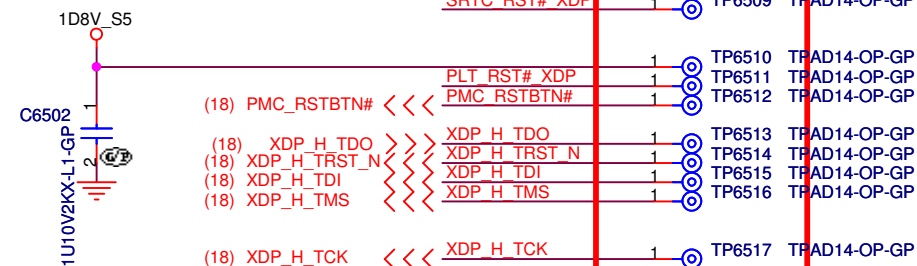 SRTC_RST#_XDP 1 TP6509 TPAD14-OP-GP
1D8V_S5
1 TP6510 TPAD14-OP-GP
PLT_RST#_XDP 1 TP6511 TPAD14-OP-GP
(18) PMC_RSTBTN# PMC_RSTBTN# 1 TP6512 TPAD14-OP-GP
C6502
1
2
G/P
1U10V2KX-L1-GP
(18) XDP_H_TDO XDP_H_TDO 1 TP6513 TPAD14-OP-GP
(18) XDP_H_TRST_N XDP_H_TRST_N 1 TP6514 TPAD14-OP-GP
(18) XDP_H_TDI XDP_H_TDI 1 TP6515 TPAD14-OP-GP
(18) XDP_H_TMS XDP_H_TMS 1 TP6516 TPAD14-OP-GP
(18) XDP_H_TCK XDP_H_TCK 1 TP6517 TPAD14-OP-GP